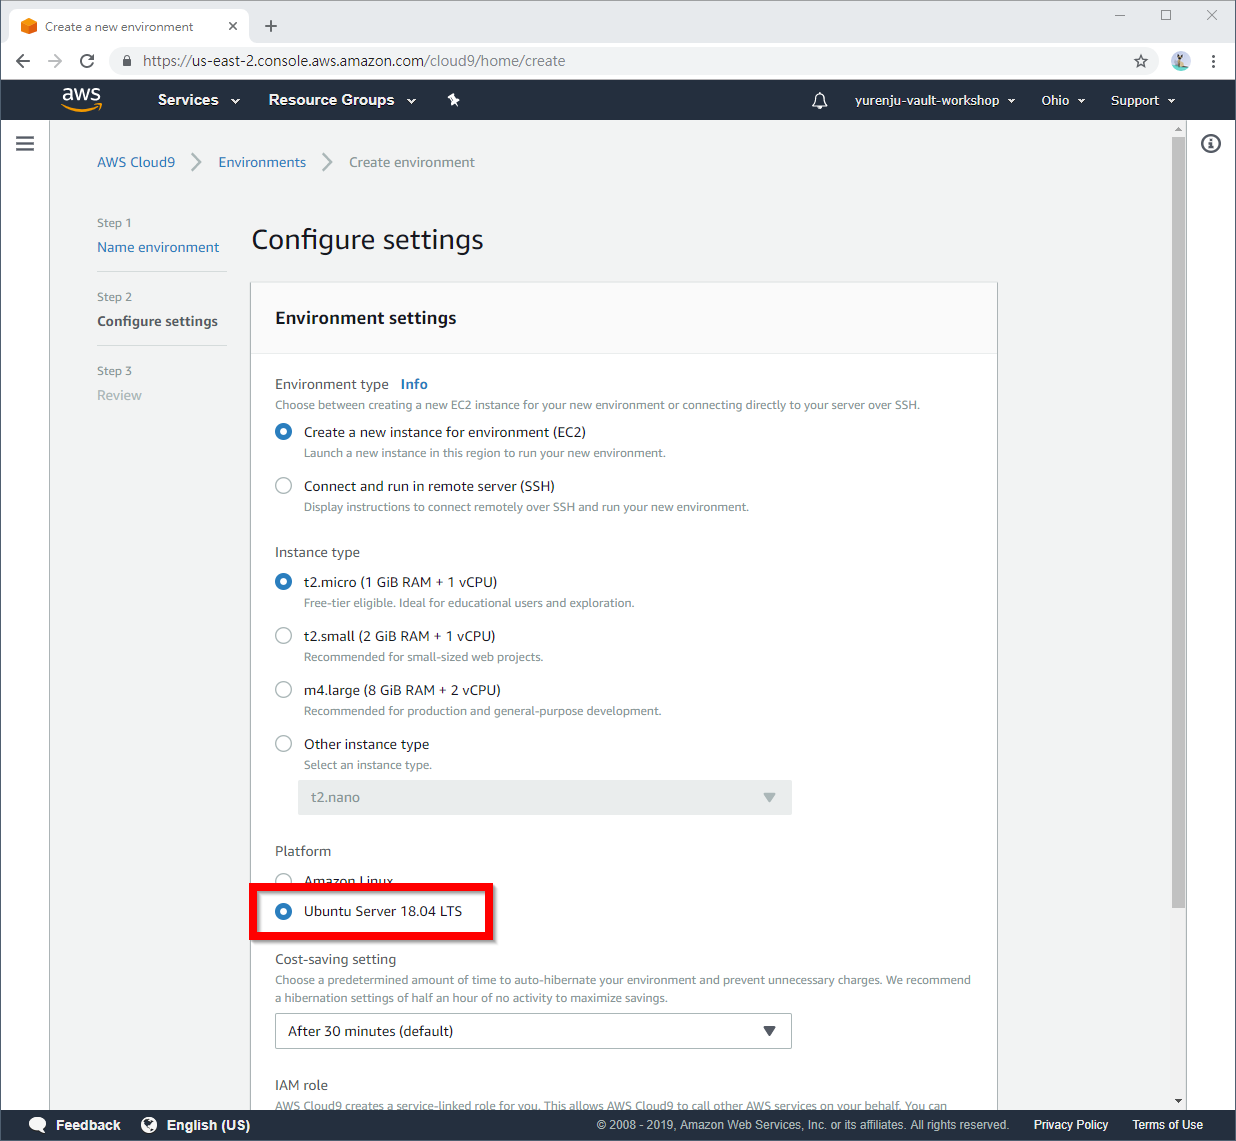 Create a new environment
https://us-east-2.console.aws.amazon.com/cloud9/home/create
aws
Services
Resource Groups
yurenju-vault-workshop
Ohio
Support
AWS Cloud9
Environments
Create environment
Step 1
Name environment
Step 2
Configure settings
Step 3
Review
Configure settings
Environment settings
Environment type Info
Choose between creating a new EC2 instance for your new environment or connecting directly to your server over SSH.
Create a new instance for environment (EC2)
Launch a new instance in this region to run your new environment.
Connect and run in remote server (SSH)
Display instructions to connect remotely over SSH and run your new environment.
Instance type
t2.micro (1 GiB RAM + 1 vCPU)
Free-tier eligible. Ideal for educational users and exploration.
t2.small (2 GiB RAM + 1 vCPU)
Recommended for small-sized web projects.
m4.large (8 GiB RAM + 2 vCPU)
Recommended for production and general-purpose development.
Other instance type
Select an instance type.
t2.nano
Platform
Amazon Linux
Ubuntu Server 18.04 LTS
Cost-saving setting
Choose a predetermined amount of time to auto-hibernate your environment and prevent unnecessary charges. We recommend
a hibernation settings of half an hour of no activity to maximize savings.
After 30 minutes (default)
IAM role
AWS Cloud9 creates a service-linked role for you. This allows AWS Cloud9 to call other AWS services on your behalf. You can
Feedback
English (US)
© 2008 - 2019, Amazon Web Services, Inc. or its affiliates. All rights reserved.
Privacy Policy
Terms of Use